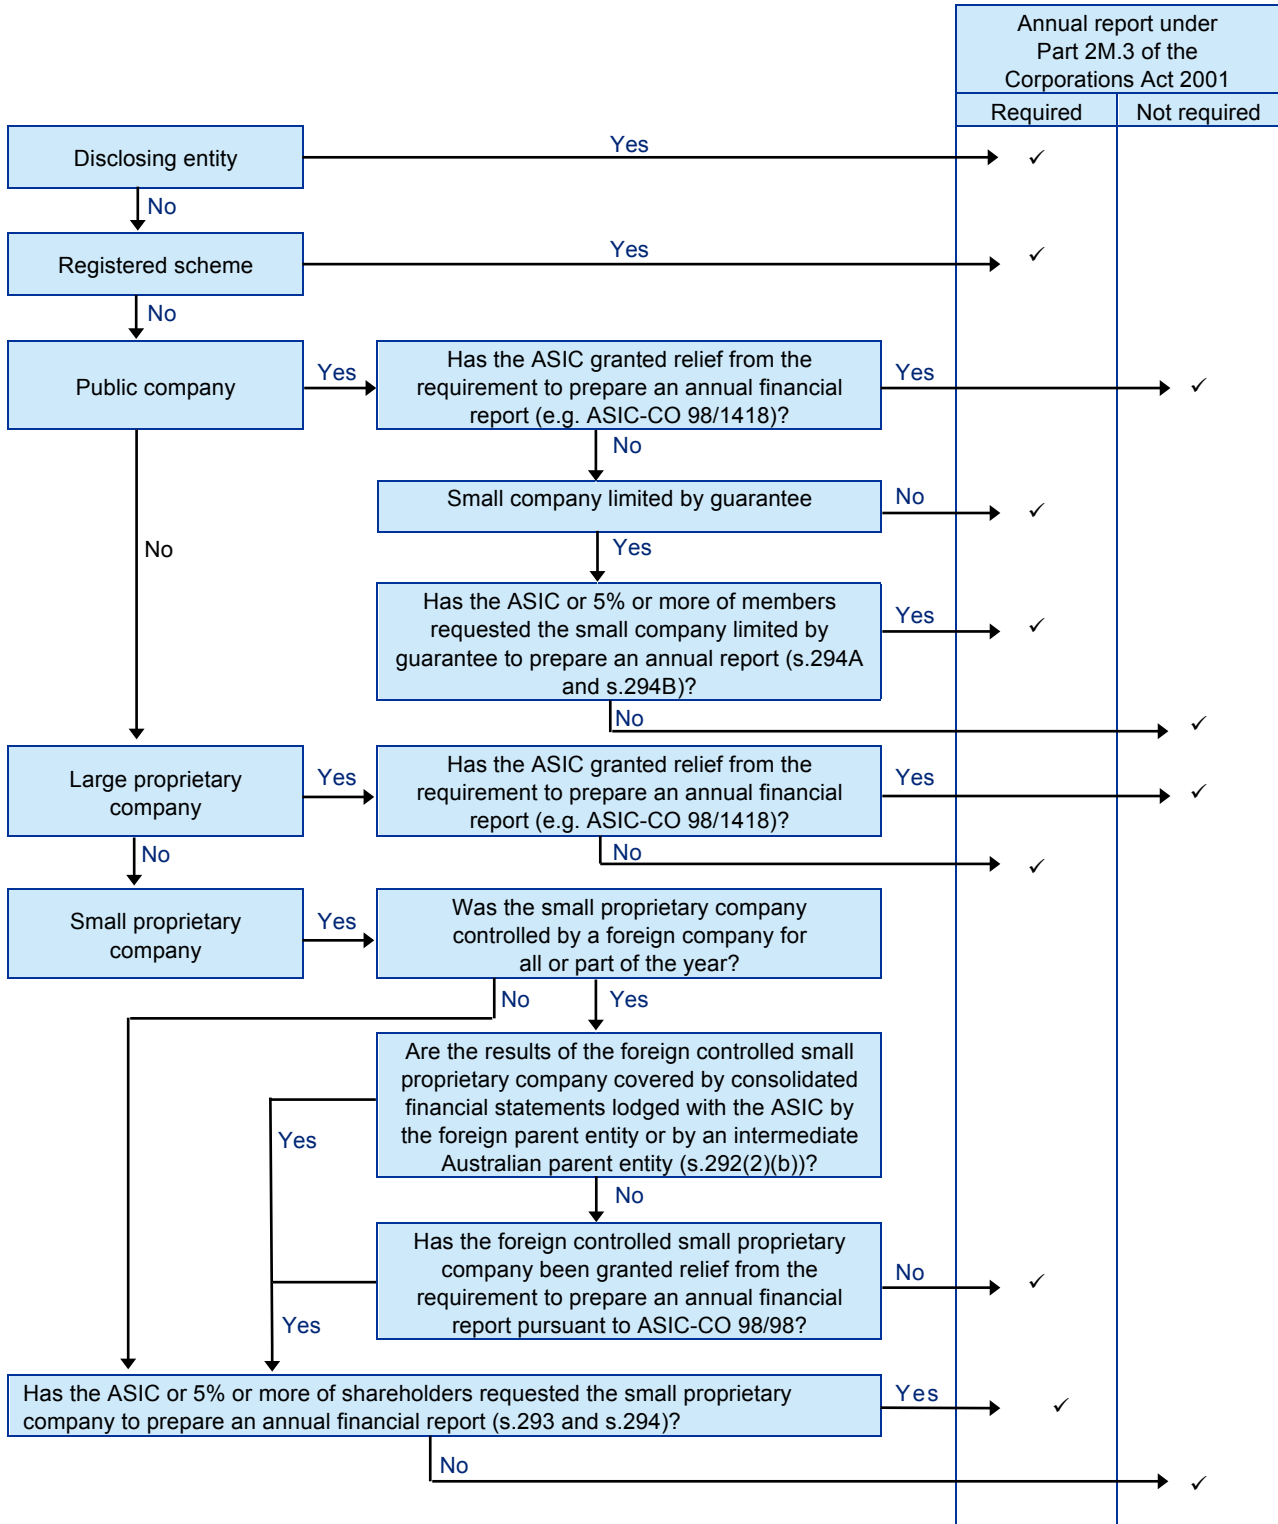 Annual report under
Part 2M.3 of the
Corporations Act 2001
Required
Not required
Disclosing entity
Yes
✓
No
Registered scheme
Yes
✓
No
Public company
Yes
Has the ASIC granted relief from the
requirement to prepare an annual financial
report (e.g. ASIC-CO 98/1418)?
Yes
✓
No
Small company limited by guarantee
No
✓
No
Yes
Has the ASIC or 5% or more of members
requested the small company limited by
guarantee to prepare an annual report (s.294A
and s.294B)?
Yes
✓
No
✓
Large proprietary
company
Yes
Has the ASIC granted relief from the
requirement to prepare an annual financial
report (e.g. ASIC-CO 98/1418)?
Yes
✓
No
✓
No
Small proprietary
company
Yes
Was the small proprietary company
controlled by a foreign company for
all or part of the year?
No
Yes
Are the results of the foreign controlled small
proprietary company covered by consolidated
financial statements lodged with the ASIC by
the foreign parent entity or by an intermediate
Australian parent entity (s.292(2)(b))?
Yes
No
Has the foreign controlled small proprietary
company been granted relief from the
requirement to prepare an annual financial
report pursuant to ASIC-CO 98/98?
No
✓
Yes
Has the ASIC or 5% or more of shareholders requested the small proprietary
company to prepare an annual financial report (s.293 and s.294)?
Yes
✓
No
✓